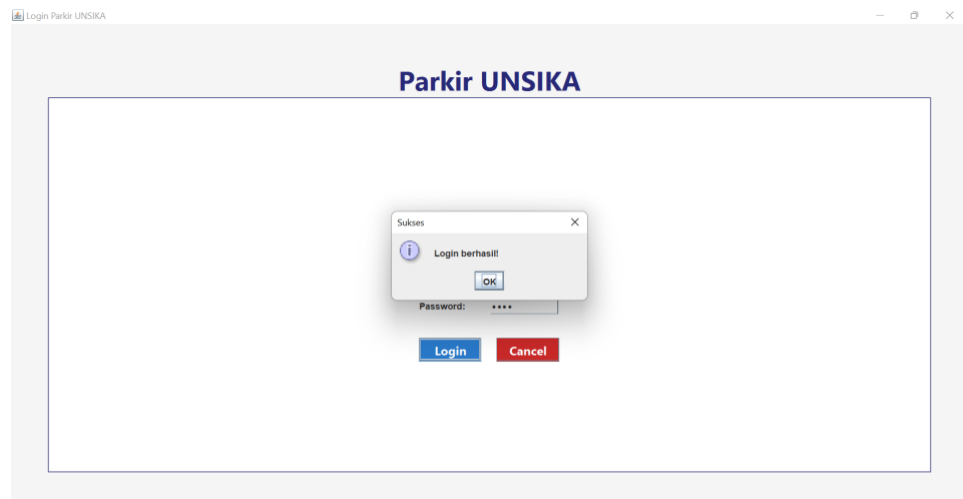 Login Parkir UNSIKA
Parkir UNSIKA
Sukses
Login berhasil!
OK
Password: ••••
Login Cancel